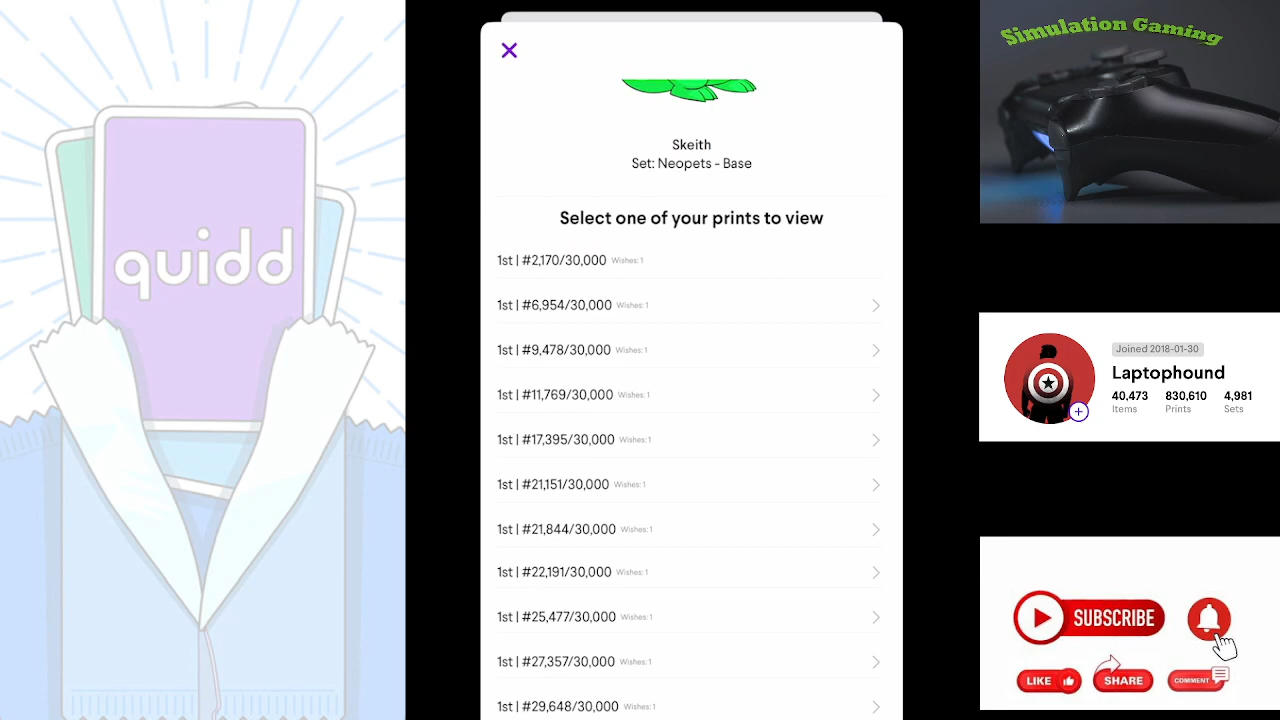 quidd
Skeith
Set: Neopets - Base
Select one of your prints to view
1st | #2,170/30,000 Wishes: 1
1st | #6,954/30,000 Wishes: 1
1st | #9,478/30,000 Wishes: 1
1st | #11,769/30,000 Wishes: 1
1st | #17,395/30,000 Wishes: 1
1st | #21,151/30,000 Wishes: 1
1st | #21,844/30,000 Wishes: 1
1st | #22,191/30,000 Wishes: 1
1st | #25,477/30,000 Wishes: 1
1st | #27,357/30,000 Wishes: 1
1st | #29,648/30,000 Wishes: 1
Simulation Gaming
Joined 2018-01-30
Laptophound
40,473 830,610 4,981
Items Prints Sets
SUBSCRIBE
LIKE SHARE COMMENT